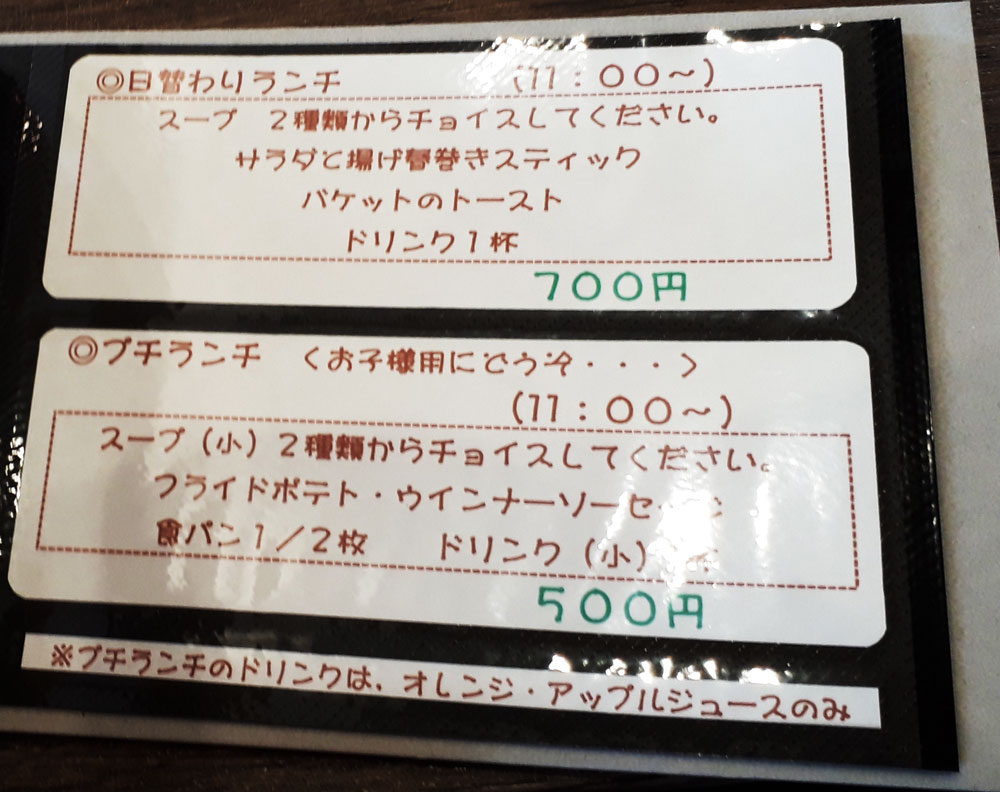 ◎日替わりランチ (11：00～)
スープ 2種類からチョイスしてください。
サラダと揚げ春巻きスティック
バケットのトースト
ドリンク1杯
700円
◎プチランチ 〈お子様用にどうぞ・・・〉
(11：00～)
スープ(小) 2種類からチョイスしてください。
フライドポテト・ウインナーソーセ
食パン1／2枚 ドリンク(小)
500円
※プチランチのドリンクは、オレンジ・アップルジュースのみ